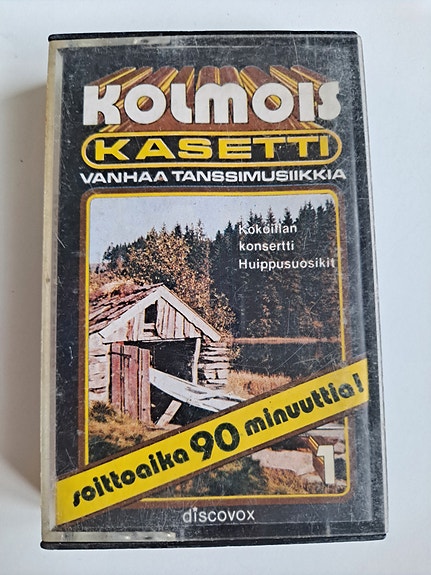 KOLMOIS
KASETTI
VANHAA TANSSIMUSIIKKIA
Kokoillan
konsertti
Huippusuosikit
soittoaika 90 minuuttia!
1
discovox